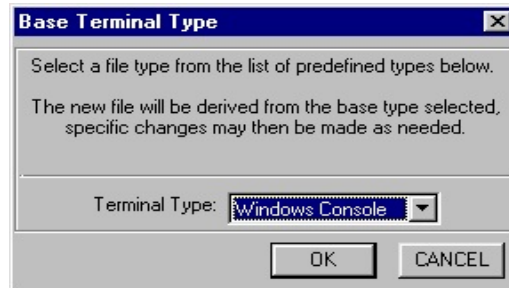 Base Terminal Type
Select a file type from the list of predefined types below.
The new file will be derived from the base type selected,
specific changes may then be made as needed.
Terminal Type: Windows Console
OK CANCEL